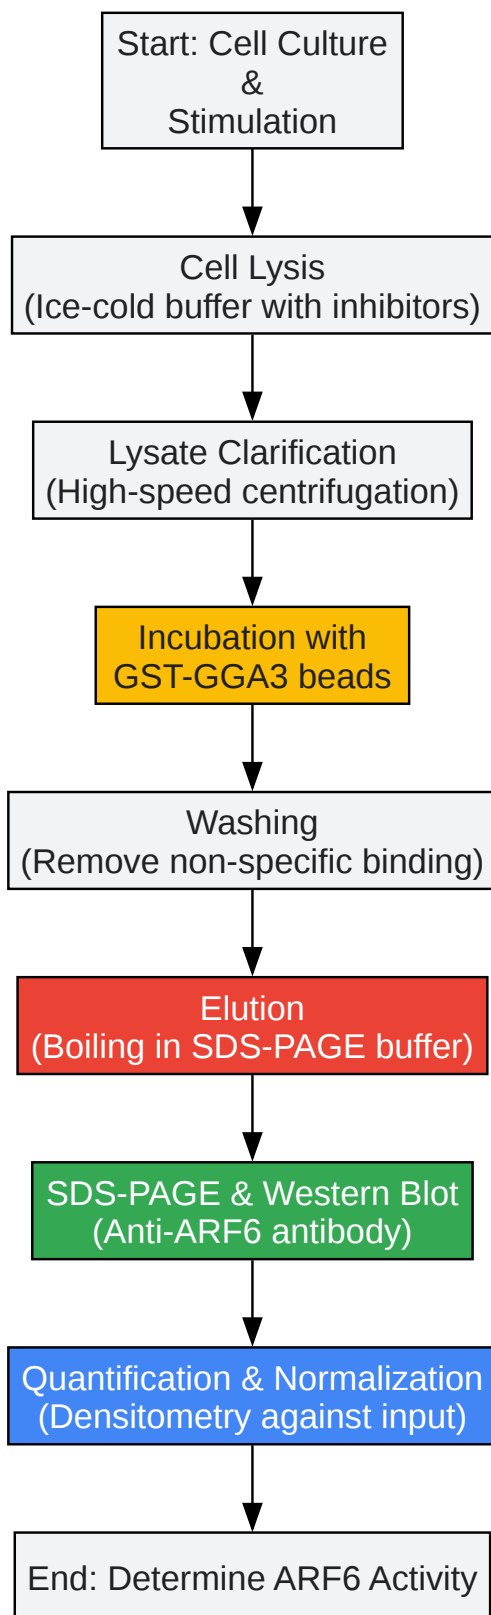 Start: Cell Culture
&
Stimulation
Cell Lysis
(Ice-cold buffer with inhibitors)
Lysate Clarification
(High-speed centrifugation)
Incubation with
GST-GGA3 beads
Washing
(Remove non-specific binding)
Elution
(Boiling in SDS-PAGE buffer)
SDS-PAGE & Western Blot
(Anti-ARF6 antibody)
Quantification & Normalization
(Densitometry against input)
End: Determine ARF6 Activity